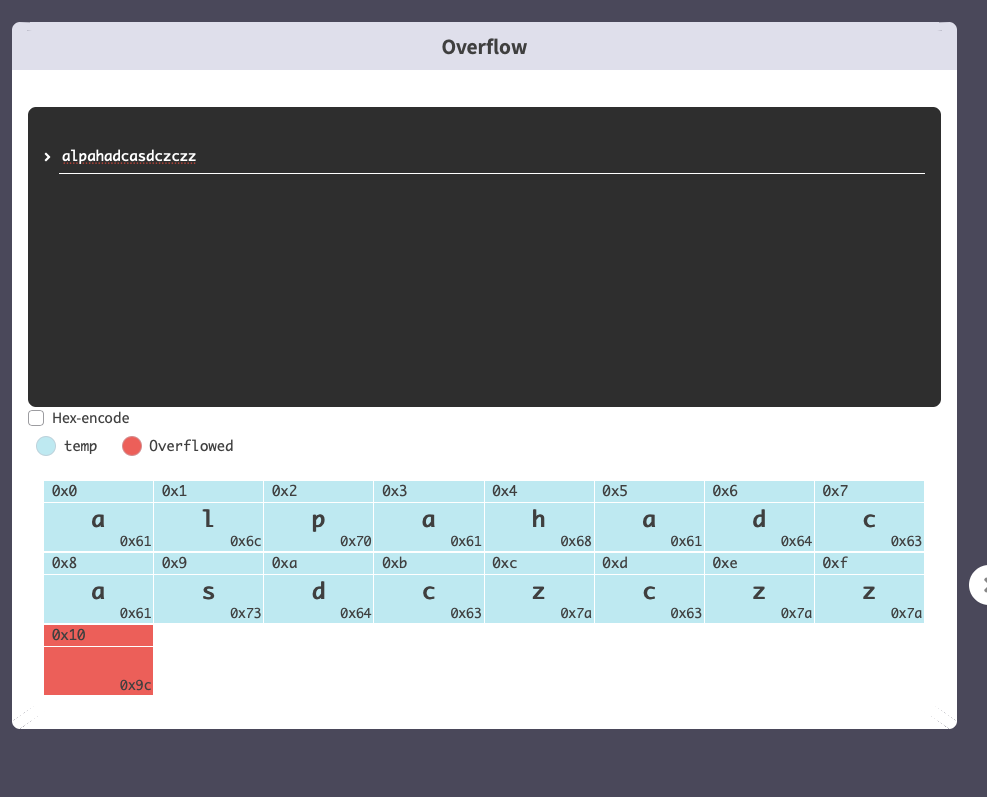 Overflow
› alpahadcasdczczz
Hex-encode
temp Overflowed
0x0 0x1 0x2 0x3 0x4 0x5 0x6 0x7
a l p a h a d c
0x61 0x6c 0x70 0x61 0x68 0x61 0x64 0x63
0x8 0x9 0xa 0xb 0xc 0xd 0xe 0xf
a s d c z c z z
0x61 0x73 0x64 0x63 0x7a 0x63 0x7a 0x7a
0x10
0x9c